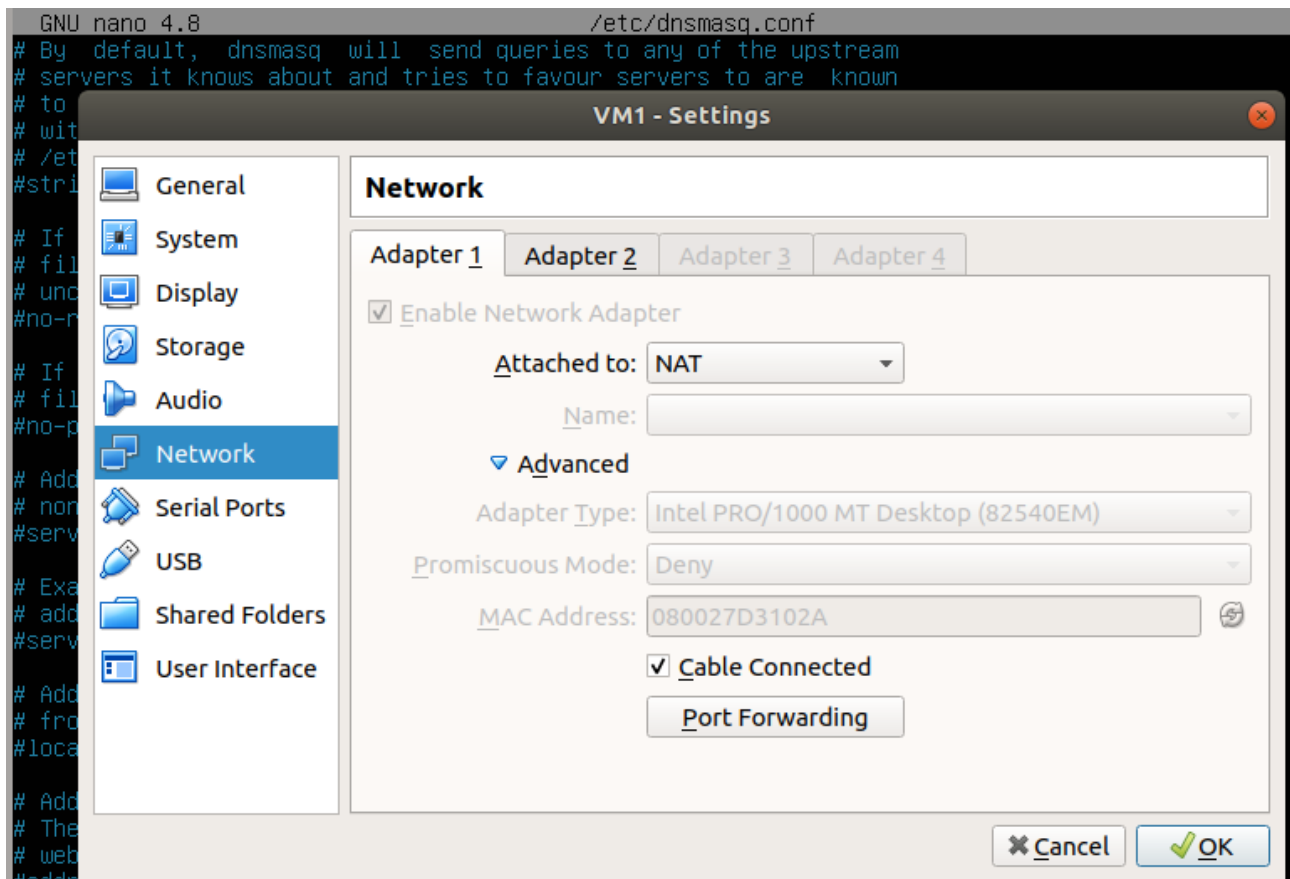 GNU nano 4.8 /etc/dnsmasq.conf
# By default, dnsmasq will send queries to any of the upstream
# servers it knows about and tries to favour servers to are known
# to
# wit
# /et
#stri
# If
# fil
# unc
#no-r
# If
# fil
#no-p
# Add
# non
#serv
# Exa
# add
#serv
# Add
# fro
#loca
# Add
# The
# web
VM1 - Settings
General
System
Display
Storage
Audio
Network
Serial Ports
USB
Shared Folders
User Interface
Network
Adapter 1 Adapter 2 Adapter 3 Adapter 4
Enable Network Adapter
Attached to: NAT
Name:
Advanced
Adapter Type: Intel PRO/1000 MT Desktop (82540EM)
Promiscuous Mode: Deny
MAC Address: 080027D3102A
Cable Connected
Port Forwarding
Cancel OK